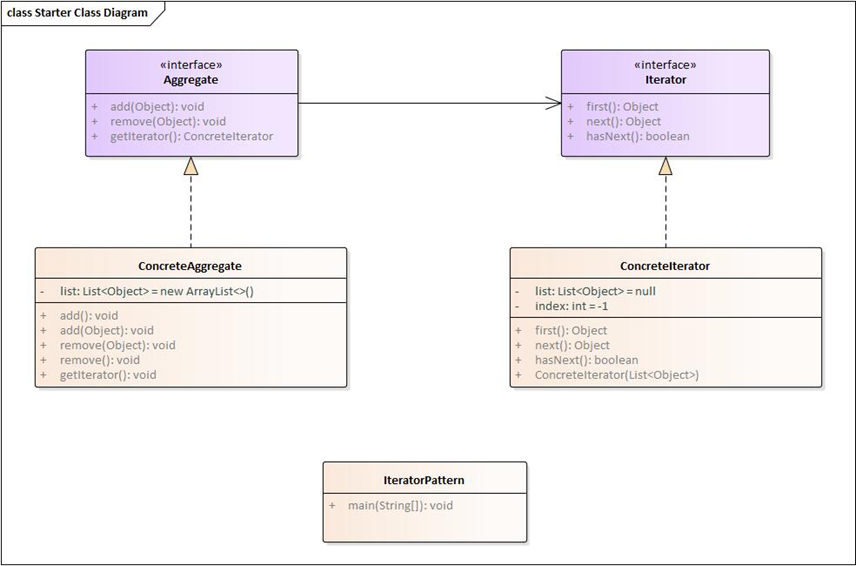 class Starter Class Diagram
«interface»
Aggregate
+ add(Object): void
+ remove(Object): void
+ getIterator(): ConcreteIterator
«interface»
Iterator
+ first(): Object
+ next(): Object
+ hasNext(): boolean
ConcreteAggregate
- list: List<Object> = new ArrayList<>()
+ add(): void
+ add(Object): void
+ remove(Object): void
+ remove(): void
+ getIterator(): void
ConcreteIterator
- list: List<Object> = null
- index: int = -1
+ first(): Object
+ next(): Object
+ hasNext(): boolean
+ ConcreteIterator(List<Object>)
IteratorPattern
+ main(String[]): void